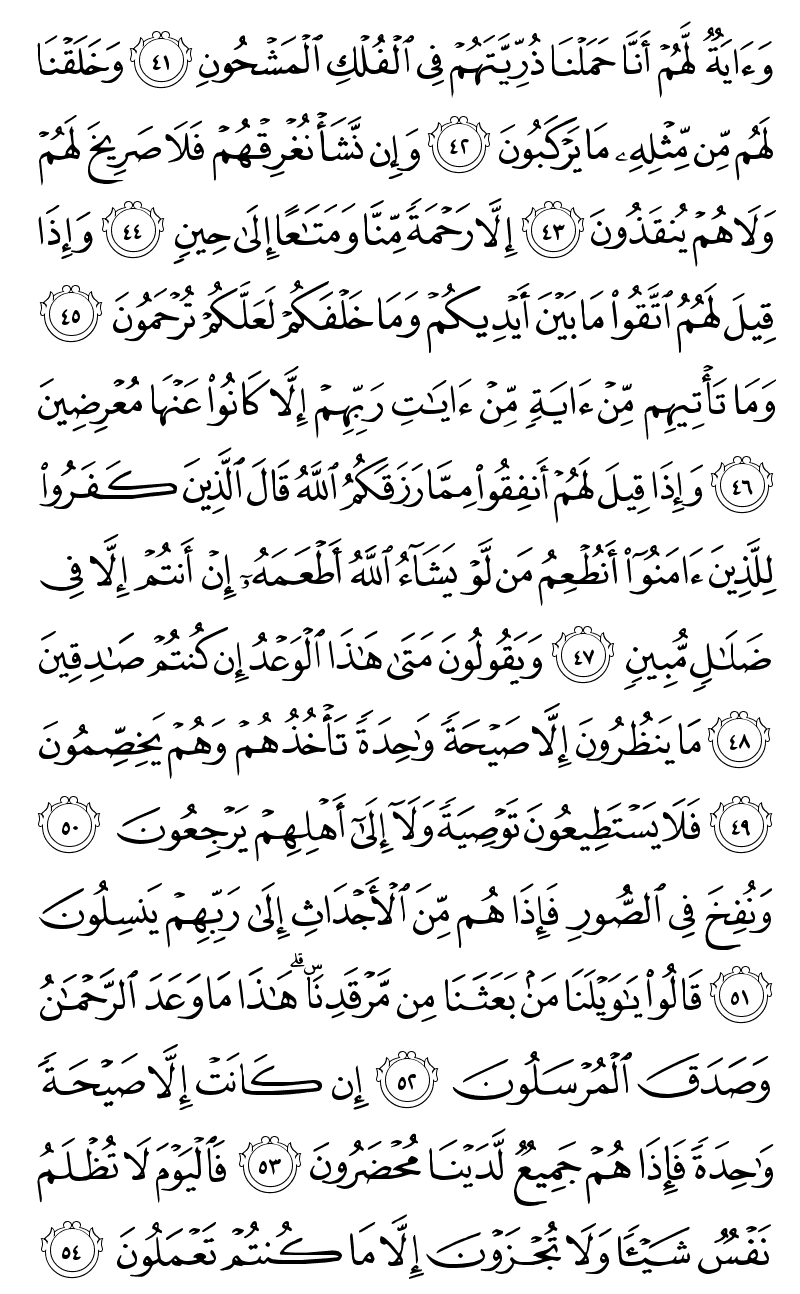 وَءَايَةٌ لَّهُمۡ أَنَّا حَمَلۡنَا ذُرِّيَّتَهُمۡ فِي ٱلۡفُلۡكِ ٱلۡمَشۡحُونِ ٤١ وَخَلَقۡنَا
لَهُم مِّن مِّثۡلِهِۦ مَا يَرۡكَبُونَ ٤٢ وَإِن نَّشَأۡ نُغۡرِقۡهُمۡ فَلَا صَرِيخَ لَهُمۡ
وَلَا هُمۡ يُنقَذُونَ ٤٣ إِلَّا رَحۡمَةٗ مِّنَّا وَمَتَٰعًا إِلَىٰ حِينٖ ٤٤ وَإِذَا
قِيلَ لَهُمُ ٱتَّقُواْ مَا بَيۡنَ أَيۡدِيكُمۡ وَمَا خَلۡفَكُمۡ لَعَلَّكُمۡ تُرۡحَمُونَ ٤٥
وَمَا تَأۡتِيهِم مِّنۡ ءَايَةٖ مِّنۡ ءَايَٰتِ رَبِّهِمۡ إِلَّا كَانُواْ عَنۡهَا مُعۡرِضِينَ
٤٦ وَإِذَا قِيلَ لَهُمۡ أَنفِقُواْ مِمَّا رَزَقَكُمُ ٱللَّهُ قَالَ ٱلَّذِينَ كَفَرُواْ
لِلَّذِينَ ءَامَنُوٓاْ أَنُطۡعِمُ مَن لَّوۡ يَشَآءُ ٱللَّهُ أَطۡعَمَهُۥٓ إِنۡ أَنتُمۡ إِلَّا فِي
ضَلَٰلٖ مُّبِينٖ ٤٧ وَيَقُولُونَ مَتَىٰ هَٰذَا ٱلۡوَعۡدُ إِن كُنتُمۡ صَٰدِقِينَ
٤٨ مَا يَنظُرُونَ إِلَّا صَيۡحَةٗ وَٰحِدَةٗ تَأۡخُذُهُمۡ وَهُمۡ يَخِصِّمُونَ
٤٩ فَلَا يَسۡتَطِيعُونَ تَوۡصِيَةٗ وَلَآ إِلَىٰٓ أَهۡلِهِمۡ يَرۡجِعُونَ ٥٠
وَنُفِخَ فِي ٱلصُّورِ فَإِذَا هُم مِّنَ ٱلۡأَجۡدَاثِ إِلَىٰ رَبِّهِمۡ يَنسِلُونَ
٥١ قَالُواْ يَٰوَيۡلَنَا مَنۢ بَعَثَنَا مِن مَّرۡقَدِنَاۜۗ هَٰذَا مَا وَعَدَ ٱلرَّحۡمَٰنُ
وَصَدَقَ ٱلۡمُرۡسَلُونَ ٥٢ إِن كَانَتۡ إِلَّا صَيۡحَةٗ
وَٰحِدَةٗ فَإِذَا هُمۡ جَمِيعٞ لَّدَيۡنَا مُحۡضَرُونَ ٥٣ فَٱلۡيَوۡمَ لَا تُظۡلَمُ
نَفۡسٞ شَيۡـٔٗا وَلَا تُجۡزَوۡنَ إِلَّا مَا كُنتُمۡ تَعۡمَلُونَ ٥٤